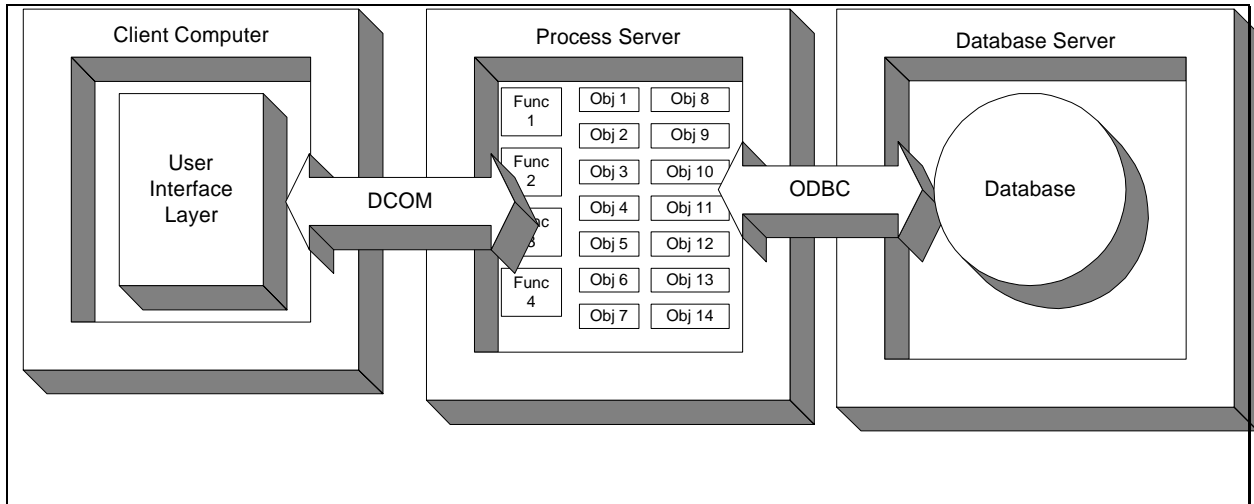 Client Computer
Process Server
Database Server
User
Interface
Layer
DCOM
Func
1
Func
2
3
Func
4
Obj 1
Obj 2
Obj 3
Obj 4
Obj 5
Obj 6
Obj 7
Obj 8
Obj 9
Obj 10
Obj 11
Obj 12
Obj 13
Obj 14
ODBC
Database